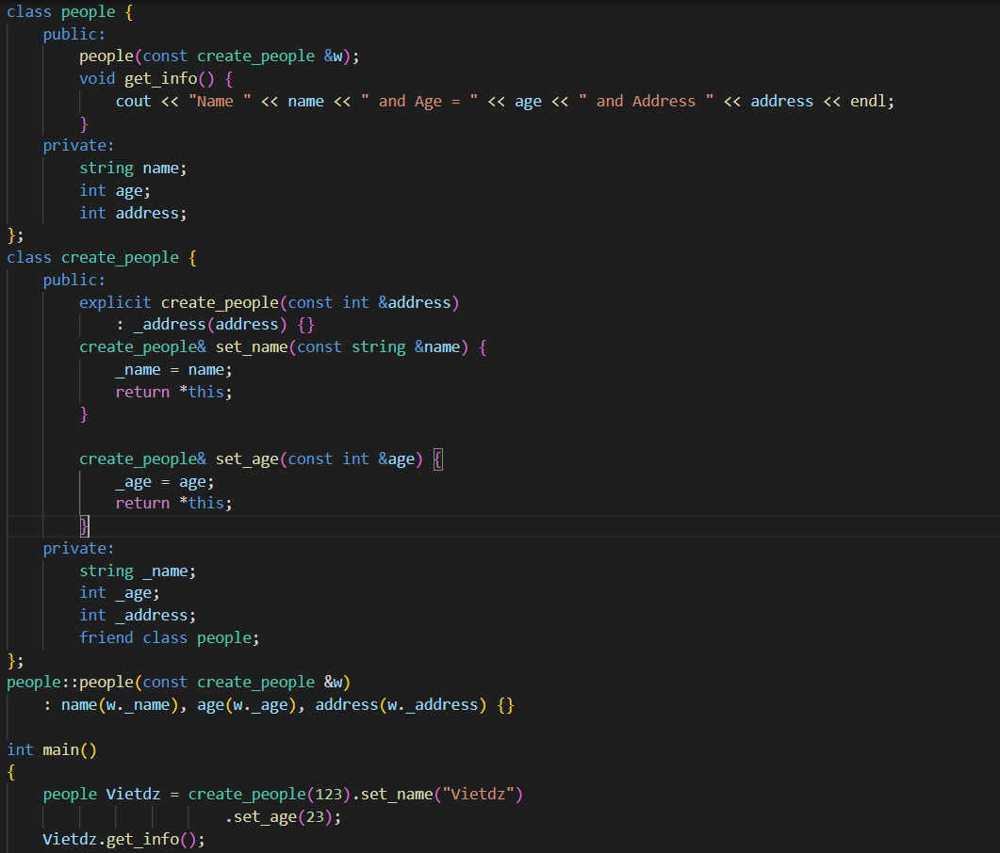 class people {
    public:
        people(const create_people &w);
        void get_info() {
            cout << "Name " << name << " and Age = " << age << " and Address " << address << endl;
        }
    private:
        string name;
        int age;
        int address;
};
class create_people {
    public:
        explicit create_people(const int &address)
            : _address(address) {}
        create_people& set_name(const string &name) {
            _name = name;
            return *this;
        }

        create_people& set_age(const int &age) {
            _age = age;
            return *this;
        }
    private:
        string _name;
        int _age;
        int _address;
        friend class people;
};
people::people(const create_people &w)
    : name(w._name), age(w._age), address(w._address) {}

int main()
{
    people Vietdz = create_people(123).set_name("Vietdz")
                        .set_age(23);
    Vietdz.get_info();